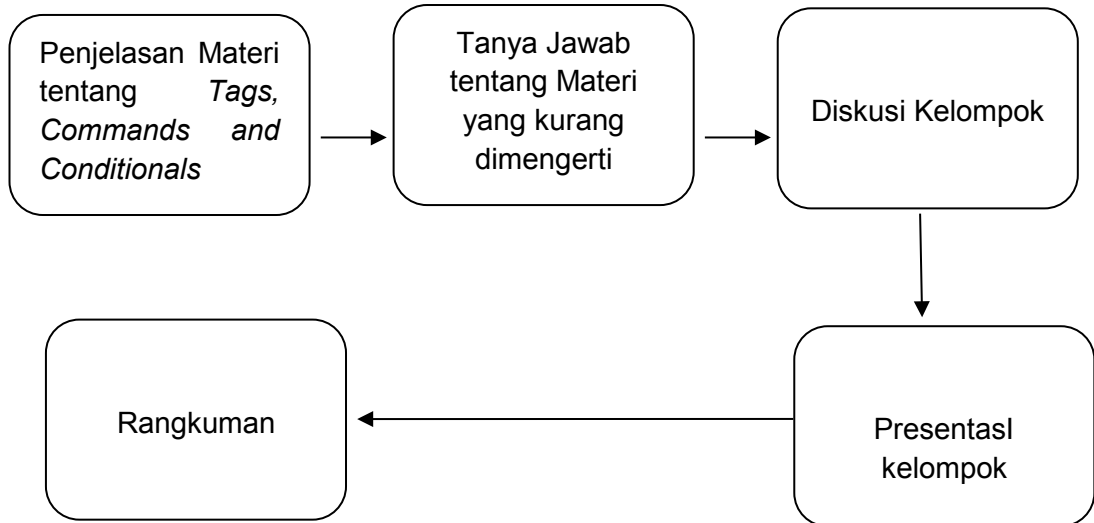 Penjelasan Materi
tentang Tags,
Commands and
Conditionals
Tanya Jawab
tentang Materi
yang kurang
dimengerti
Diskusi Kelompok
PresentasI
kelompok
Rangkuman